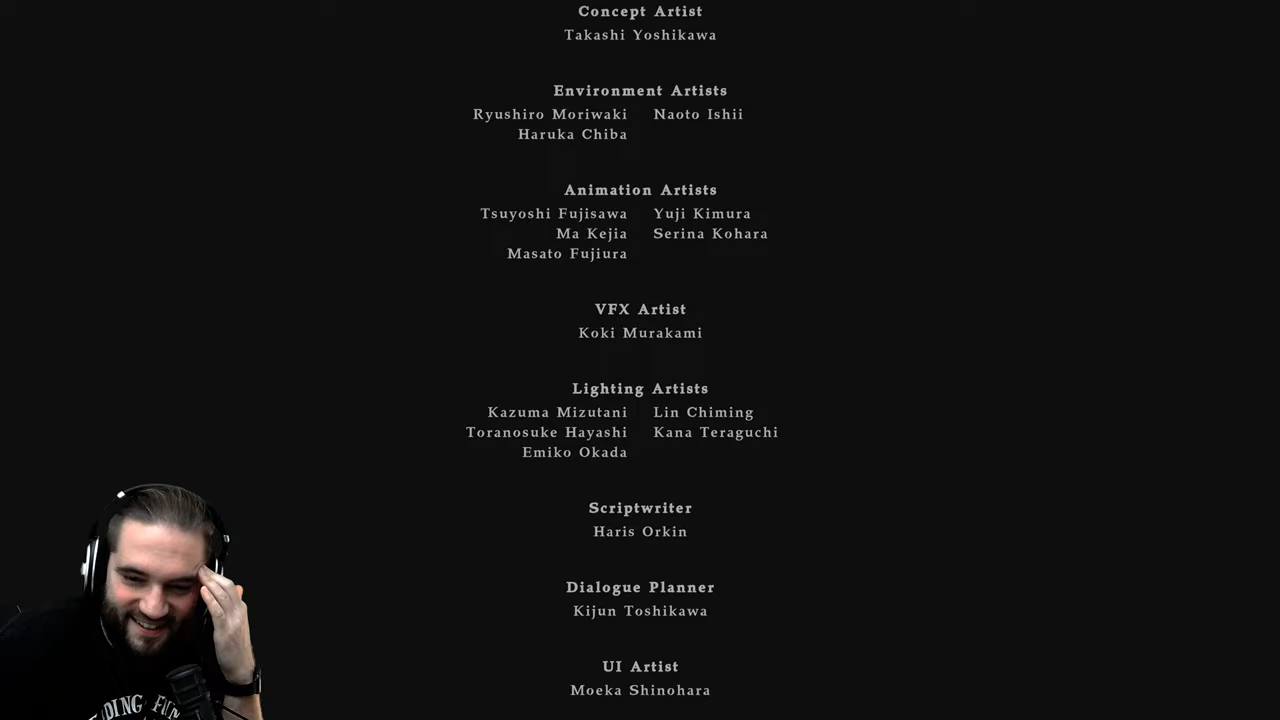 Concept Artist
Takashi Yoshikawa
Environment Artists
Ryushiro Moriwaki Naoto Ishii
Haruka Chiba
Animation Artists
Tsuyoshi Fujisawa Yuji Kimura
Ma Kejia Serina Kohara
Masato Fujiura
VFX Artist
Koki Murakami
Lighting Artists
Kazuma Mizutani Lin Chiming
Toranosuke Hayashi Kana Teraguchi
Emiko Okada
Scriptwriter
Haris Orkin
Dialogue Planner
Kijun Toshikawa
UI Artist
Moeka Shinohara